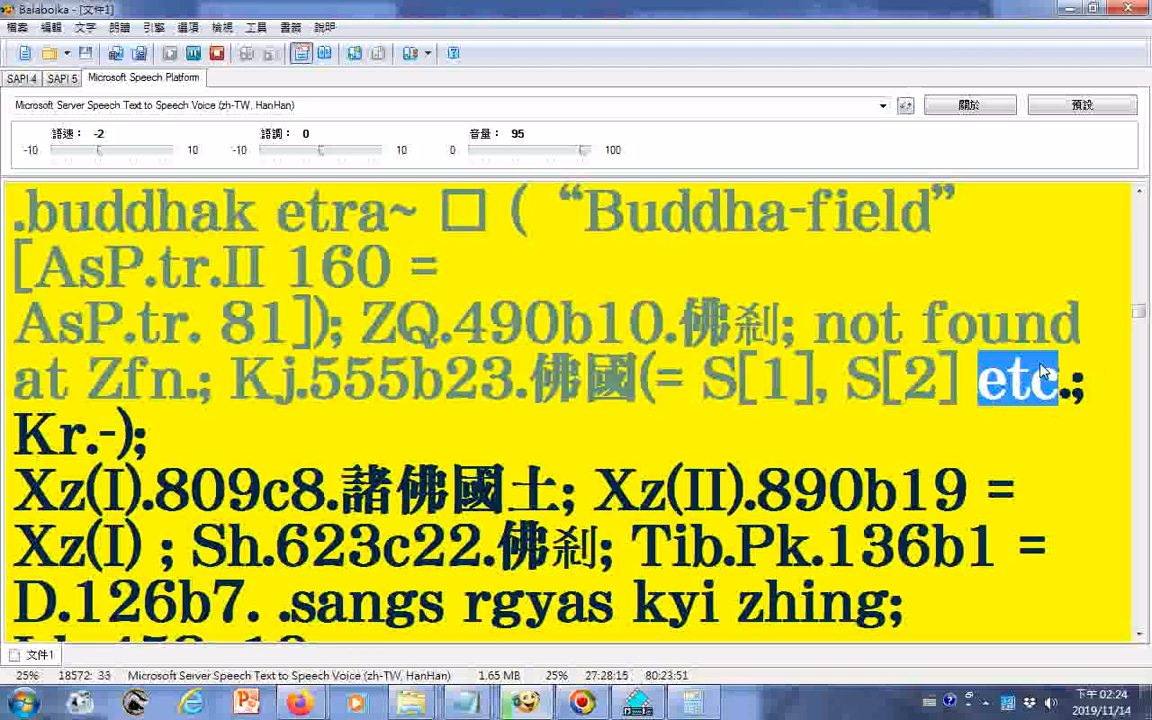 Balabolka - [文件1]
檔案 編輯 文字 朗讀 引擎 選項 檢視 工具 書籤 說明
SAPI 4 SAPI 5 Microsoft Speech Platform
Microsoft Server Speech Text to Speech Voice (zh-TW, HanHan) 關於 預設
語速： -2 語調： 0 音量： 95
-10 10 -10 10 0 100
.buddhak etra~ □ ( “Buddha-field”
[AsP.tr.II 160 =
AsP.tr. 81]); ZQ.490b10.佛剎; not found
at Zfn.; Kj.555b23.佛國(= S[1], S[2] etc.;
Kr.-);
Xz(I).809c8.諸佛國土; Xz(II).890b19 =
Xz(I) ; Sh.623c22.佛剎; Tib.Pk.136b1 =
D.126b7. .sangs rgyas kyi zhing;
文件1
25% 18572: 33 Microsoft Server Speech Text to Speech Voice (zh-TW, HanHan) 1.65 MB 25% 27:28:15 80:23:51
下午 02:24
2019/11/14